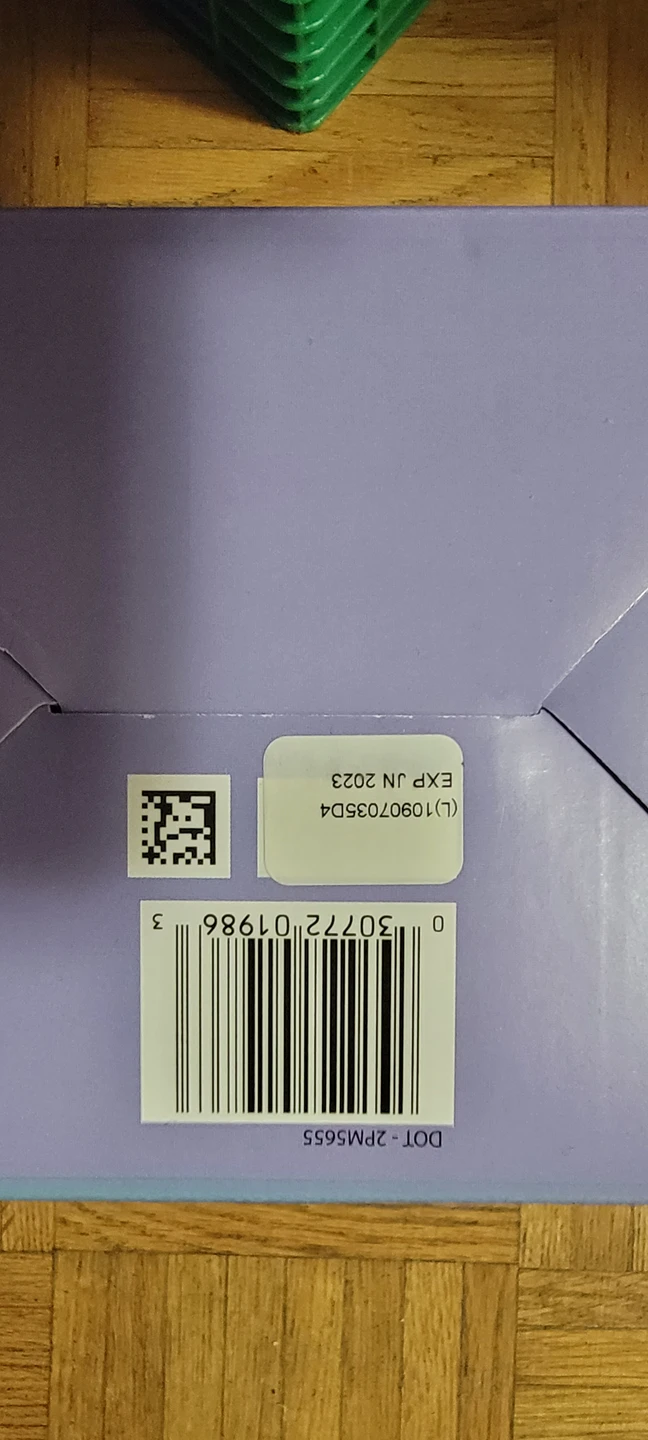 DOT - 2PM5655
0 30772 01986 3
(L)10907035D4
EXP JN 2023